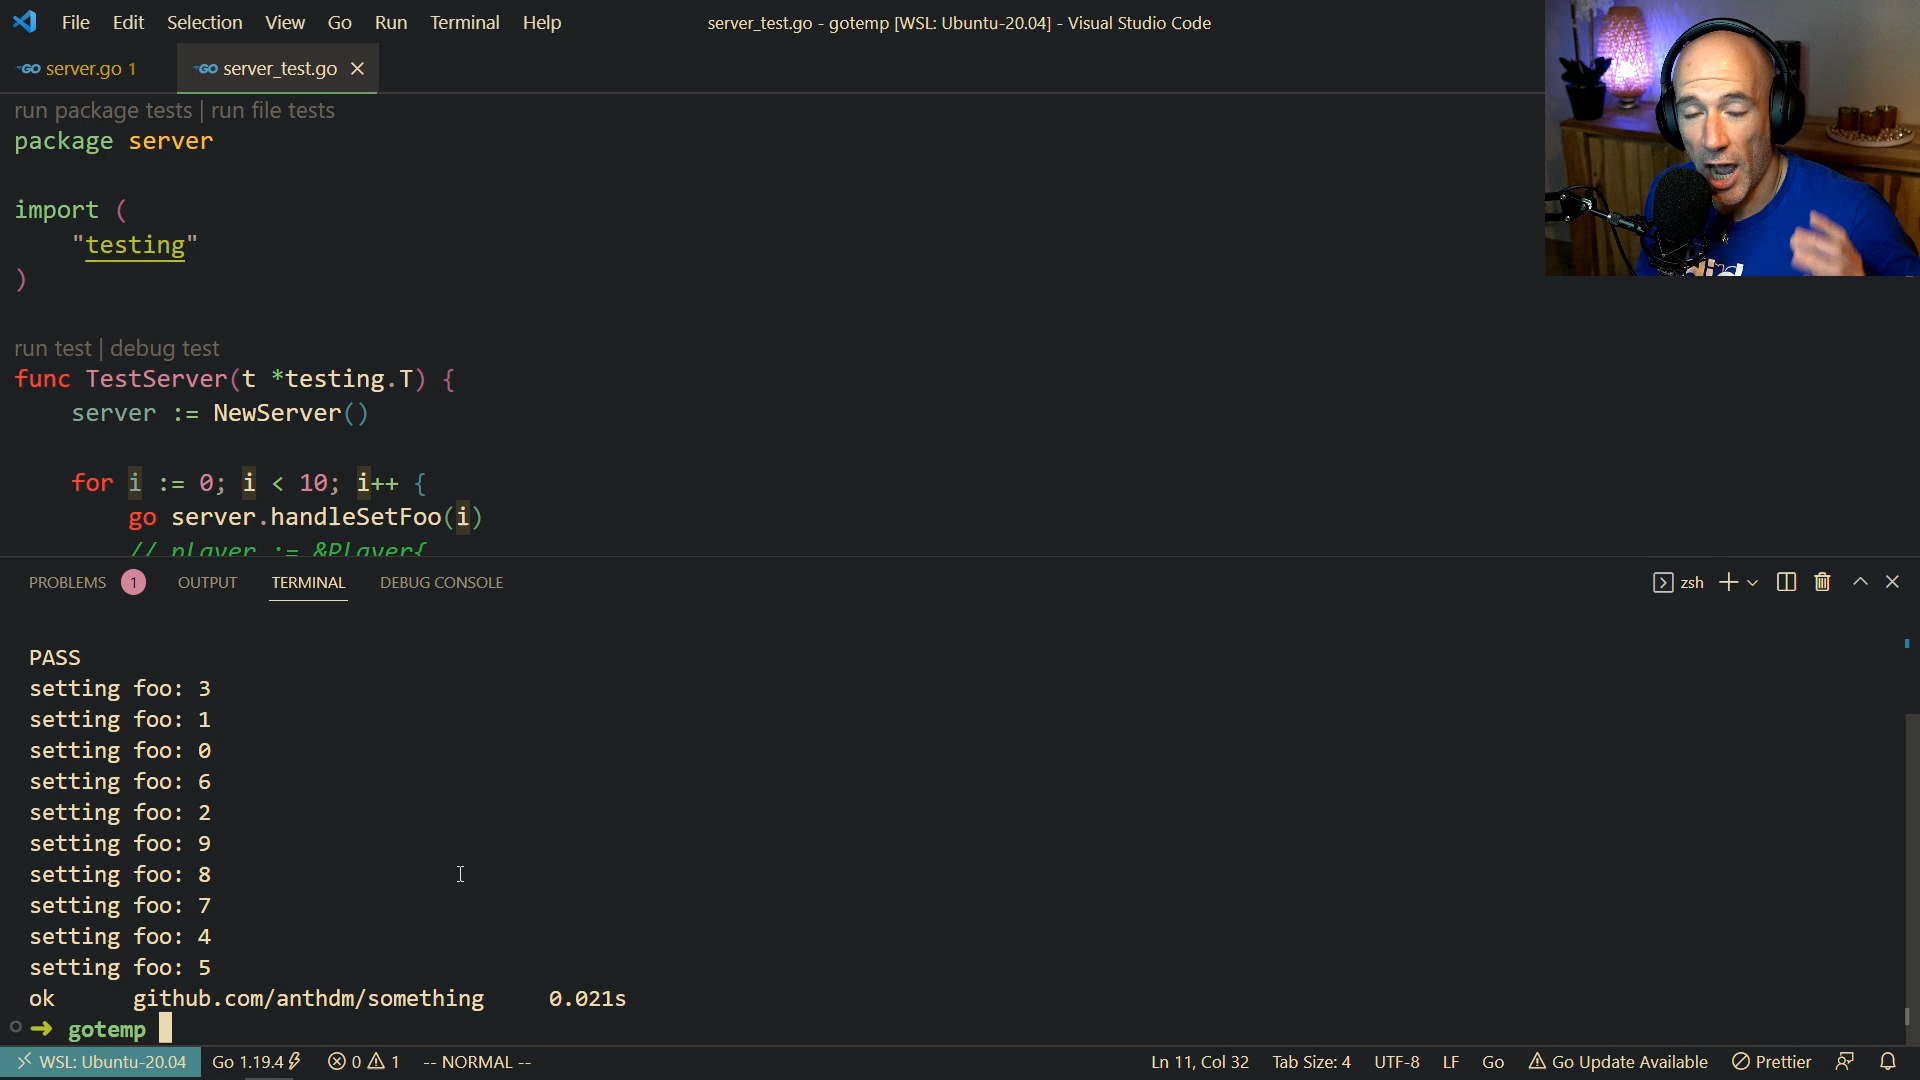 File Edit Selection View Go Run Terminal Help
server_test.go - gotemp [WSL: Ubuntu-20.04] - Visual Studio Code
GO server.go 1
GO server_test.go
run package tests | run file tests
package server
import (
"testing"
)
run test | debug test
func TestServer(t *testing.T) {
server := NewServer()
for i := 0; i < 10; i++ {
go server.handleSetFoo(i)
// player := &Player{
PROBLEMS 1 OUTPUT TERMINAL DEBUG CONSOLE
zsh
PASS
setting foo: 3
setting foo: 1
setting foo: 0
setting foo: 6
setting foo: 2
setting foo: 9
setting foo: 8
setting foo: 7
setting foo: 4
setting foo: 5
ok github.com/anthdm/something 0.021s
gotemp
WSL: Ubuntu-20.04 Go 1.19.4 0 1 -- NORMAL --
Ln 11, Col 32 Tab Size: 4 UTF-8 LF Go Go Update Available Prettier